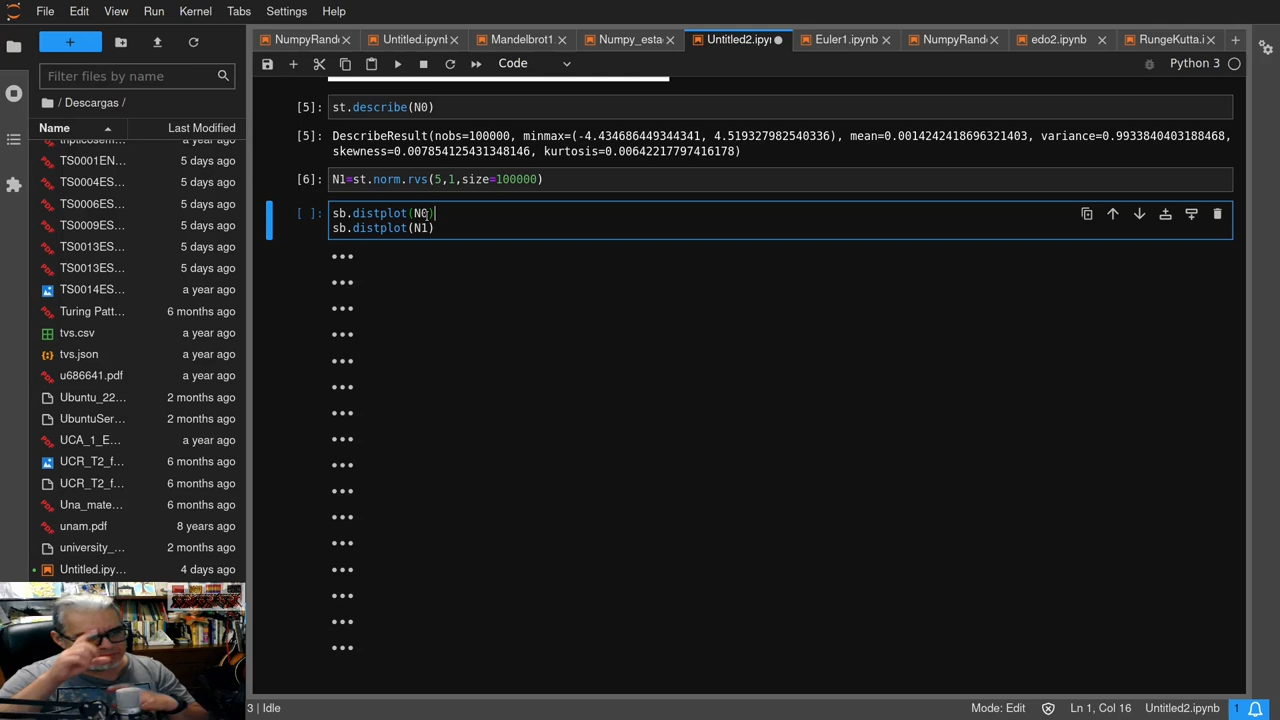 File Edit View Run Kernel Tabs Settings Help
NumpyRand
Untitled.ipynl
Mandelbrot1
Numpy_esta
Untitled2.ipyn
Euler1.ipynb
NumpyRand
edo2.ipynb
RungeKutta.i
Code
Python 3
Filter files by name
/ Descargas /
Name Last Modified
TS0001EN... 5 days ago
TS0004ES... 5 days ago
TS0006ES... 5 days ago
TS0009ES... 5 days ago
TS0013ES... 5 days ago
TS0013ES... 5 days ago
TS0014ES... a year ago
Turing Patt... 6 months ago
tvs.csv a year ago
tvs.json a year ago
u686641.pdf a year ago
Ubuntu_22... 2 months ago
UbuntuSer... 2 months ago
UCA_1_E... a year ago
UCR_T2_f... 6 months ago
UCR_T2_f... 6 months ago
Una_mate... 6 months ago
unam.pdf 8 years ago
university_... 2 months ago
Untitled.ipy... 4 days ago
[5]: st.describe(N0)
[5]: DescribeResult(nobs=100000, minmax=(-4.434686449344341, 4.519327982540336), mean=0.0014242418696321403, variance=0.9933840403188468,
skewness=0.007854125431348146, kurtosis=0.00642217797416178)
[6]: N1=st.norm.rvs(5,1,size=100000)
[ ]: sb.distplot(N0)
sb.distplot(N1)
3 | Idle
Mode: Edit
Ln 1, Col 16
Untitled2.ipynb
1